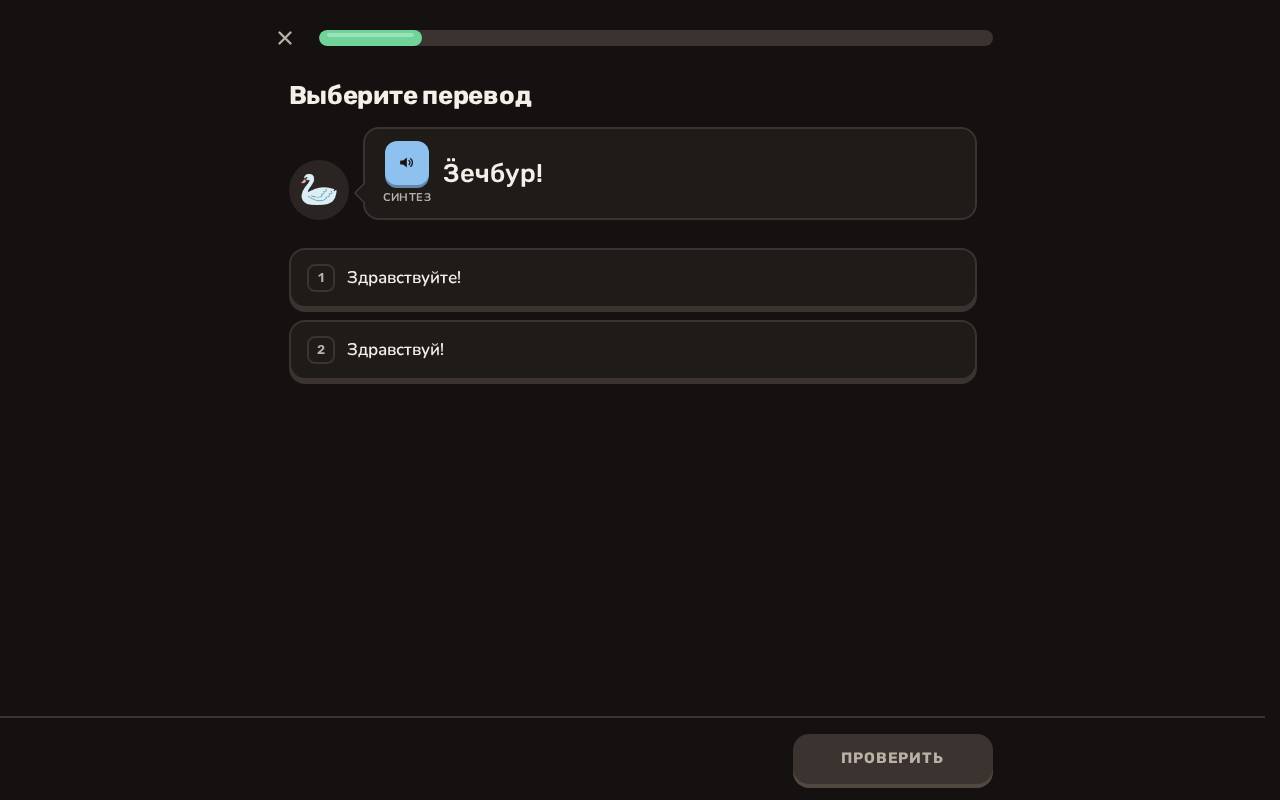 Выберите перевод
Ӟечбур!
СИНТЕЗ
1 Здравствуйте!
2 Здравствуй!
ПРОВЕРИТЬ